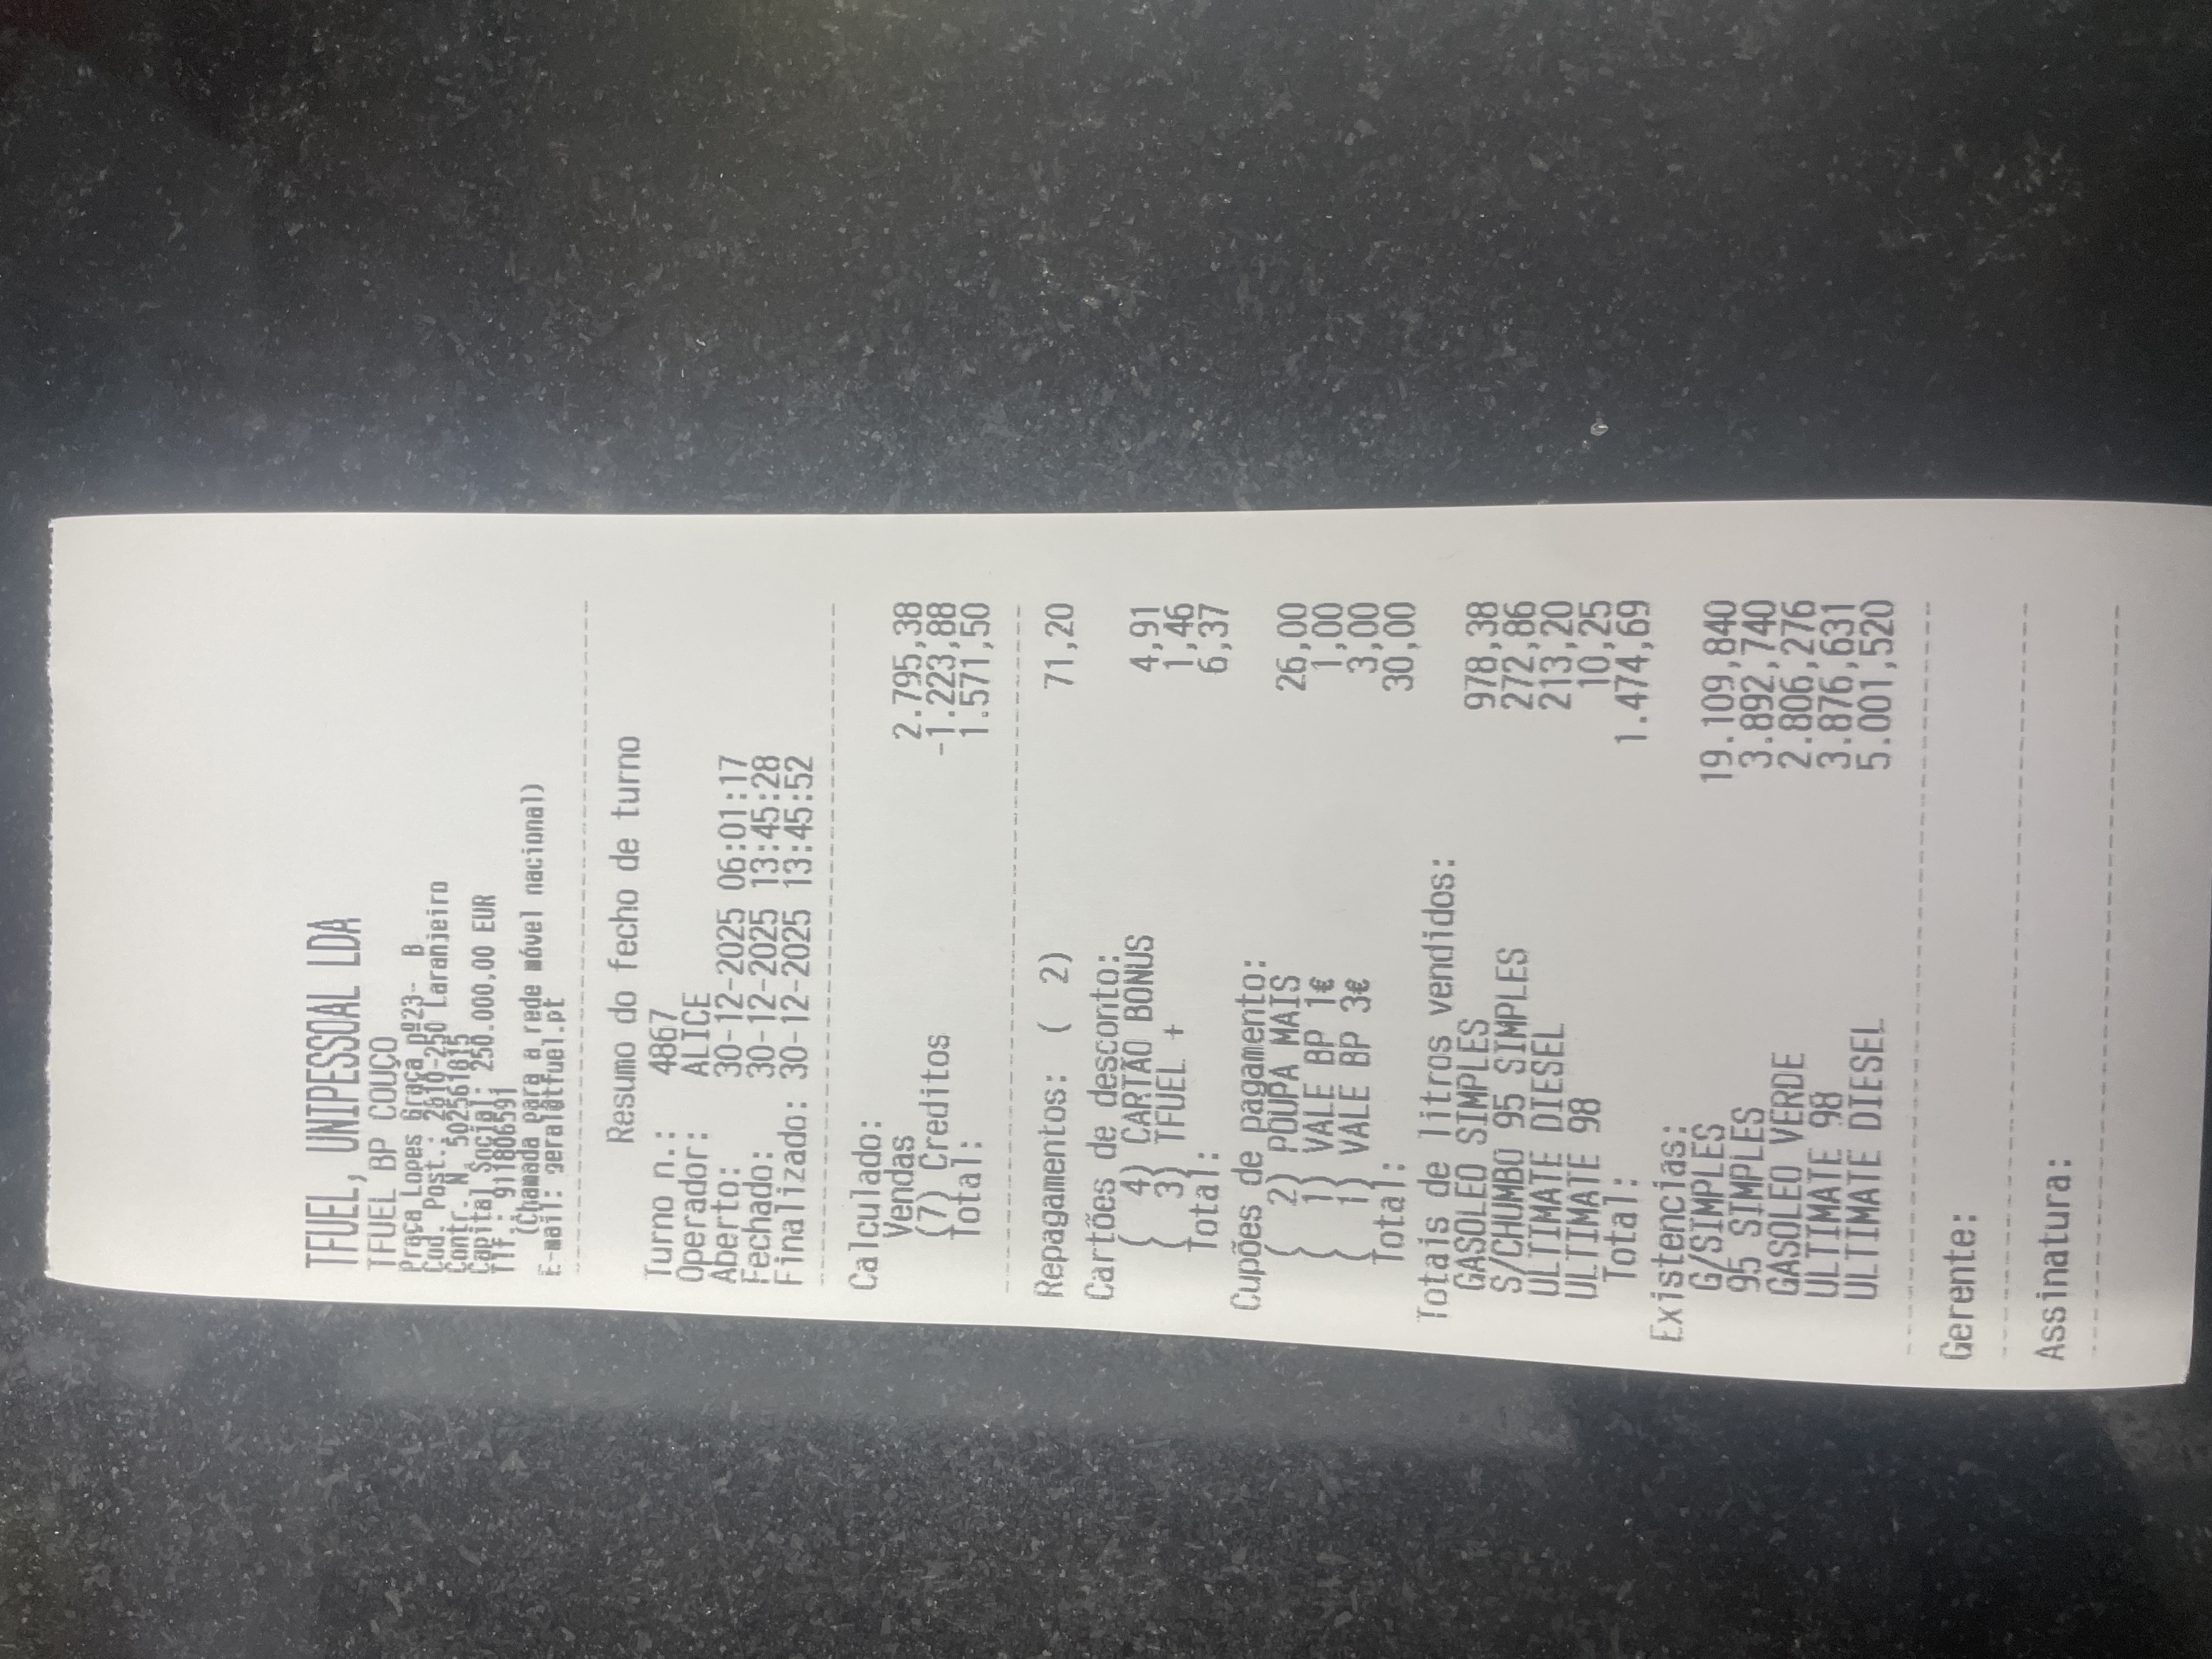 TFUEL, UNIPESSOAL LDA
TFUEL BP COUÇO
Praça Lopes Graça nº23- B
Cod. Post.: 2810-250 Laranjeiro
Contr. N. 502561815
Capital Social: 250.000,00 EUR
Tlf.: 911806591
(Chamada para a rede móvel nacional)
E-mail: geral@tfuel.pt
Resumo do fecho de turno
Turno n.: 4867
Operador: ALICE
Aberto: 30-12-2025 06:01:17
Fechado: 30-12-2025 13:45:28
Finalizado: 30-12-2025 13:45:52
Calculado:
Vendas 2.795,38
(7) Creditos -1.223,88
Total: 1.571,50
Repagamentos: ( 2) 71,20
Cartões de desconto:
( 4) CARTÃO BONUS 4,91
( 3) TFUEL + 1,46
Total: 6,37
Cupões de pagamento:
( 2) POUPA MAIS 26,00
( 1) VALE BP 1€ 1,00
( 1) VALE BP 3€ 3,00
Total: 30,00
Totais de litros vendidos:
GASOLEO SIMPLES 978,38
S/CHUMBO 95 SIMPLES 272,86
ULTIMATE DIESEL 213,20
ULTIMATE 98 10,25
Total: 1.474,69
Existencias:
G/SIMPLES 19.109,840
95 SIMPLES 3.892,740
GASOLEO VERDE 2.806,276
ULTIMATE 98 3.876,631
ULTIMATE DIESEL 5.001,520
Gerente:
Assinatura: